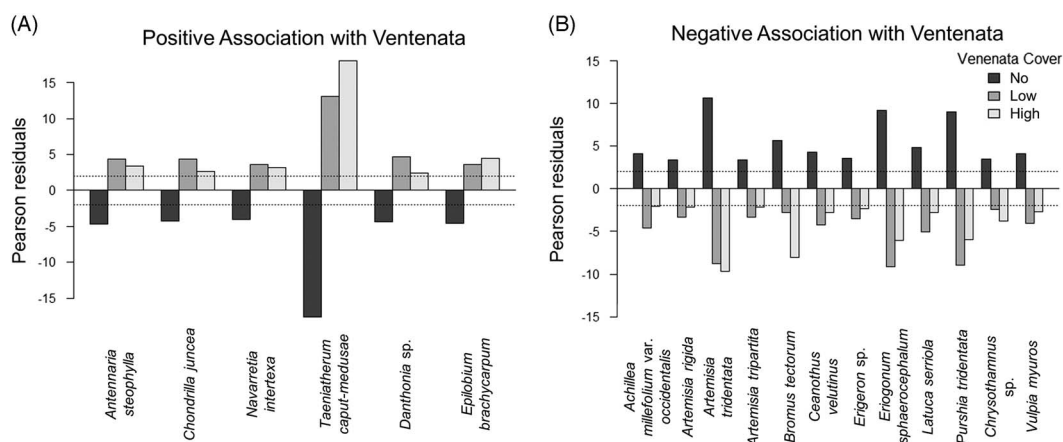 (A)
Positive Association with Ventenata
Pearson residuals
15
10
5
0
-5
-10
-15
Antennaria
steophylla
Chondrilla juncea
Navarretia
intertexa
Taeniatherum
caput-medusae
Danthonia sp.
Epilobium
brachycarpum
(B)
Negative Association with Ventenata
Venenata Cover
No
Low
High
Pearson residuals
15
10
5
0
-5
-10
-15
Achillea
millefolium var.
occidentalis
Artemisia rigida
Artemisia
tridentata
Artemisia tripartita
Bromus tectorum
Ceanothus
velutinus
Erigeron sp.
Eriogonum
sphaerocephalum
Latuca serriola
Purshia tridentata
Chrysothamnus
sp.
Vulpia myuros